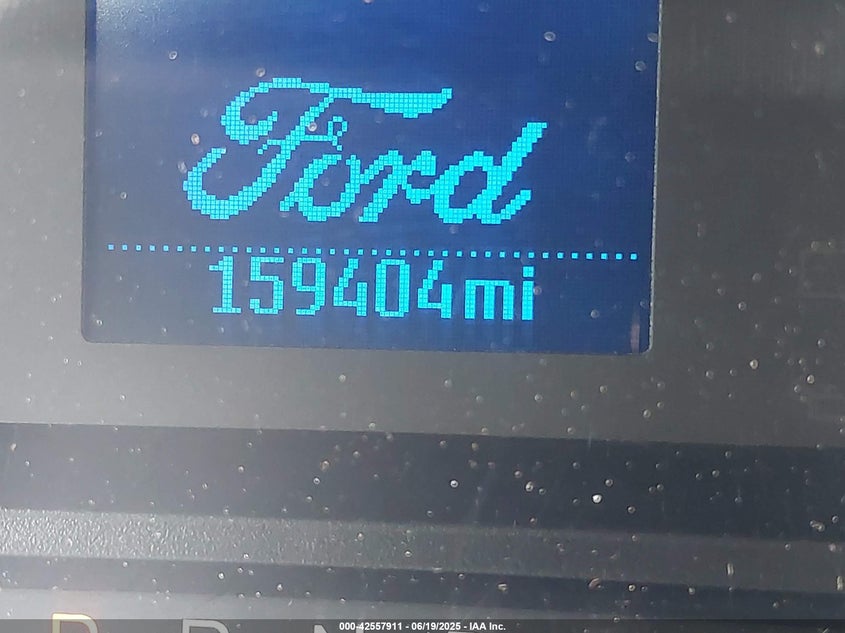 Ford
159404mi
P R N
000-42557911 - 06/19/2025 - IAA Inc.